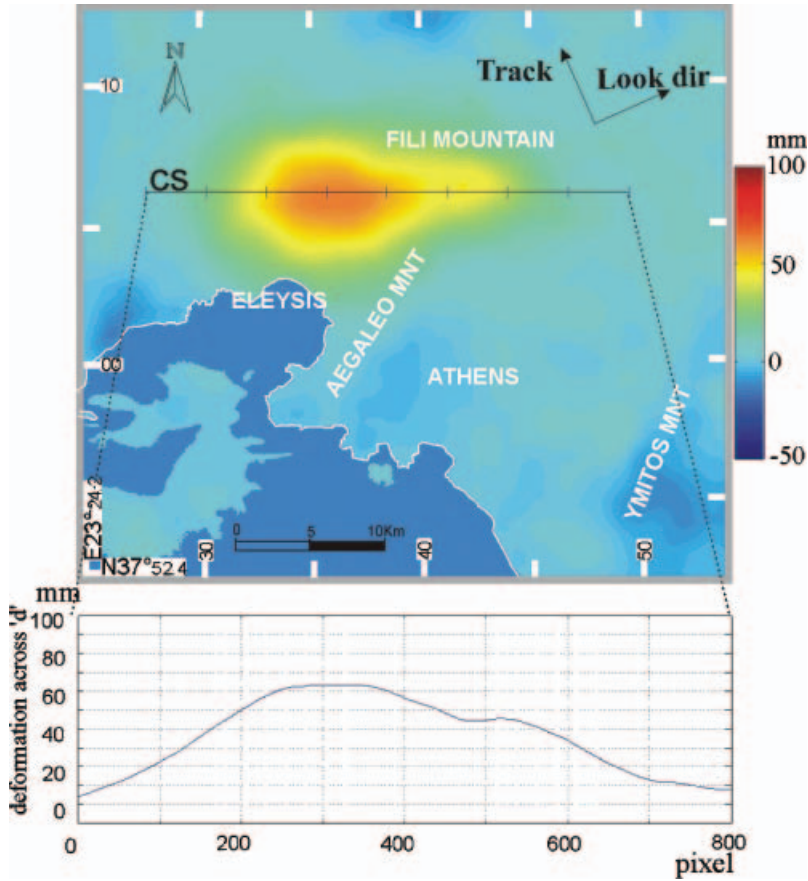 N
Track
Look dir
10
FILI MOUNTAIN
mm
100
CS
50
ELEYSIS
AEGALEO MNT
00
ATHENS
0
YMITOS MNT
-50
E23° 24·2
0 5 10Km
N37° 52.4
30
40
50
mm
deformation across 'd'
100
80
60
40
20
0
0 200 400 600 800
pixel